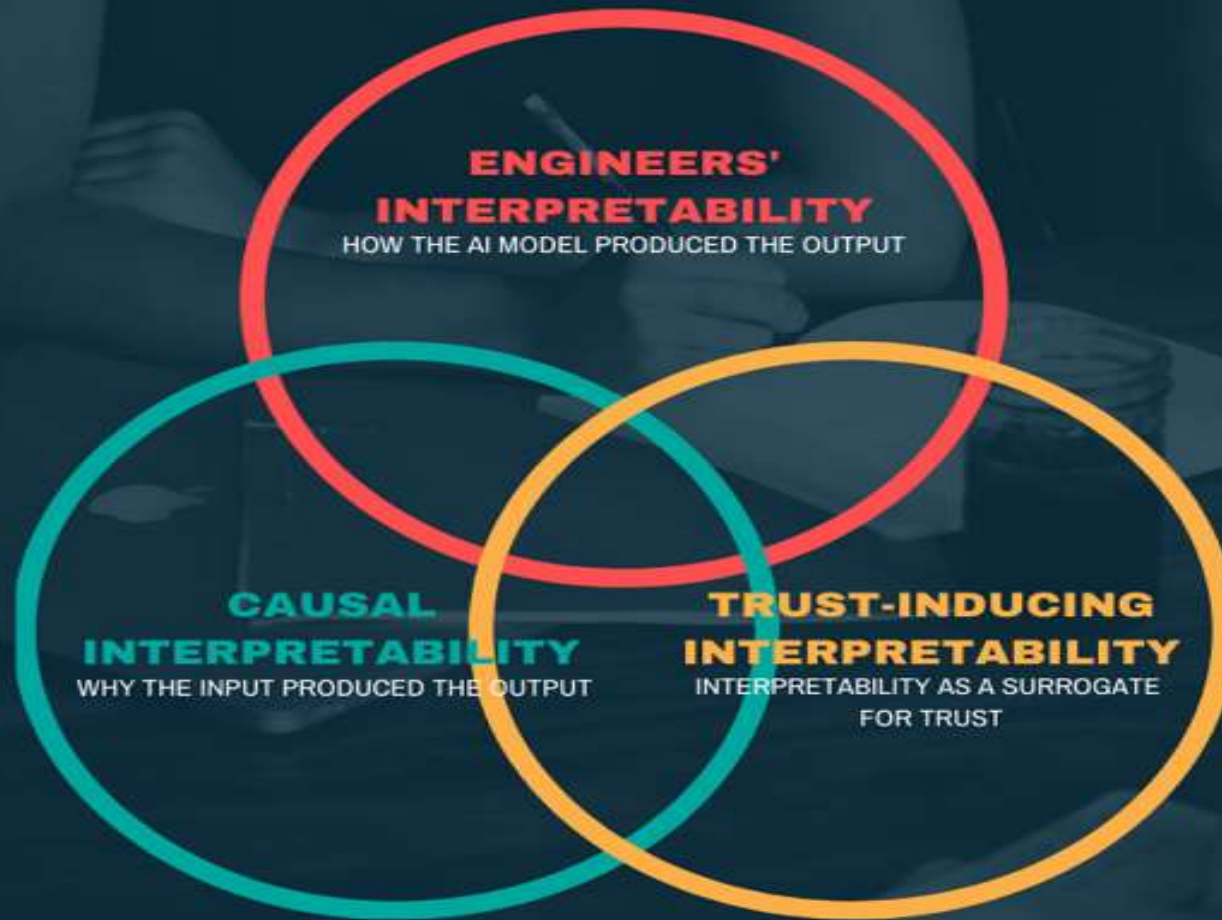 ENGINEERS'
INTERPRETABILITY
HOW THE AI MODEL PRODUCED THE OUTPUT
CAUSAL
INTERPRETABILITY
WHY THE INPUT PRODUCED THE OUTPUT
TRUST-INDUCING
INTERPRETABILITY
INTERPRETABILITY AS A SURROGATE
FOR TRUST